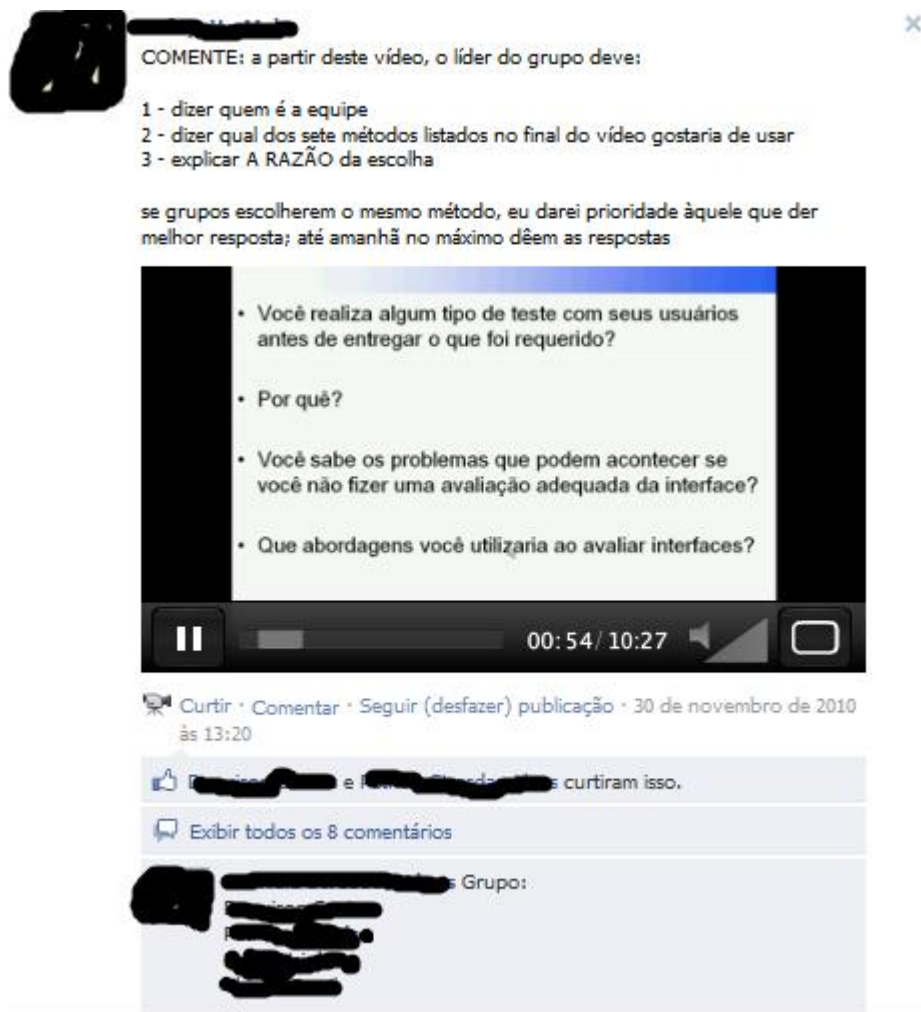 COMENTE: a partir deste vídeo, o líder do grupo deve:
1 - dizer quem é a equipe
2 - dizer qual dos sete métodos listados no final do vídeo gostaria de usar
3 - explicar A RAZÃO da escolha
se grupos escolherem o mesmo método, eu darei prioridade àquele que der
melhor resposta; até amanhã no máximo dêem as respostas
• Você realiza algum tipo de teste com seus usuários
antes de entregar o que foi requerido?
• Por quê?
• Você sabe os problemas que podem acontecer se
você não fizer uma avaliação adequada da interface?
• Que abordagens você utilizaria ao avaliar interfaces?
00:54/ 10:27
Curtir · Comentar · Seguir (desfazer) publicação · 30 de novembro de 2010
às 13:20
e curtiram isso.
Exibir todos os 8 comentários
Grupo: